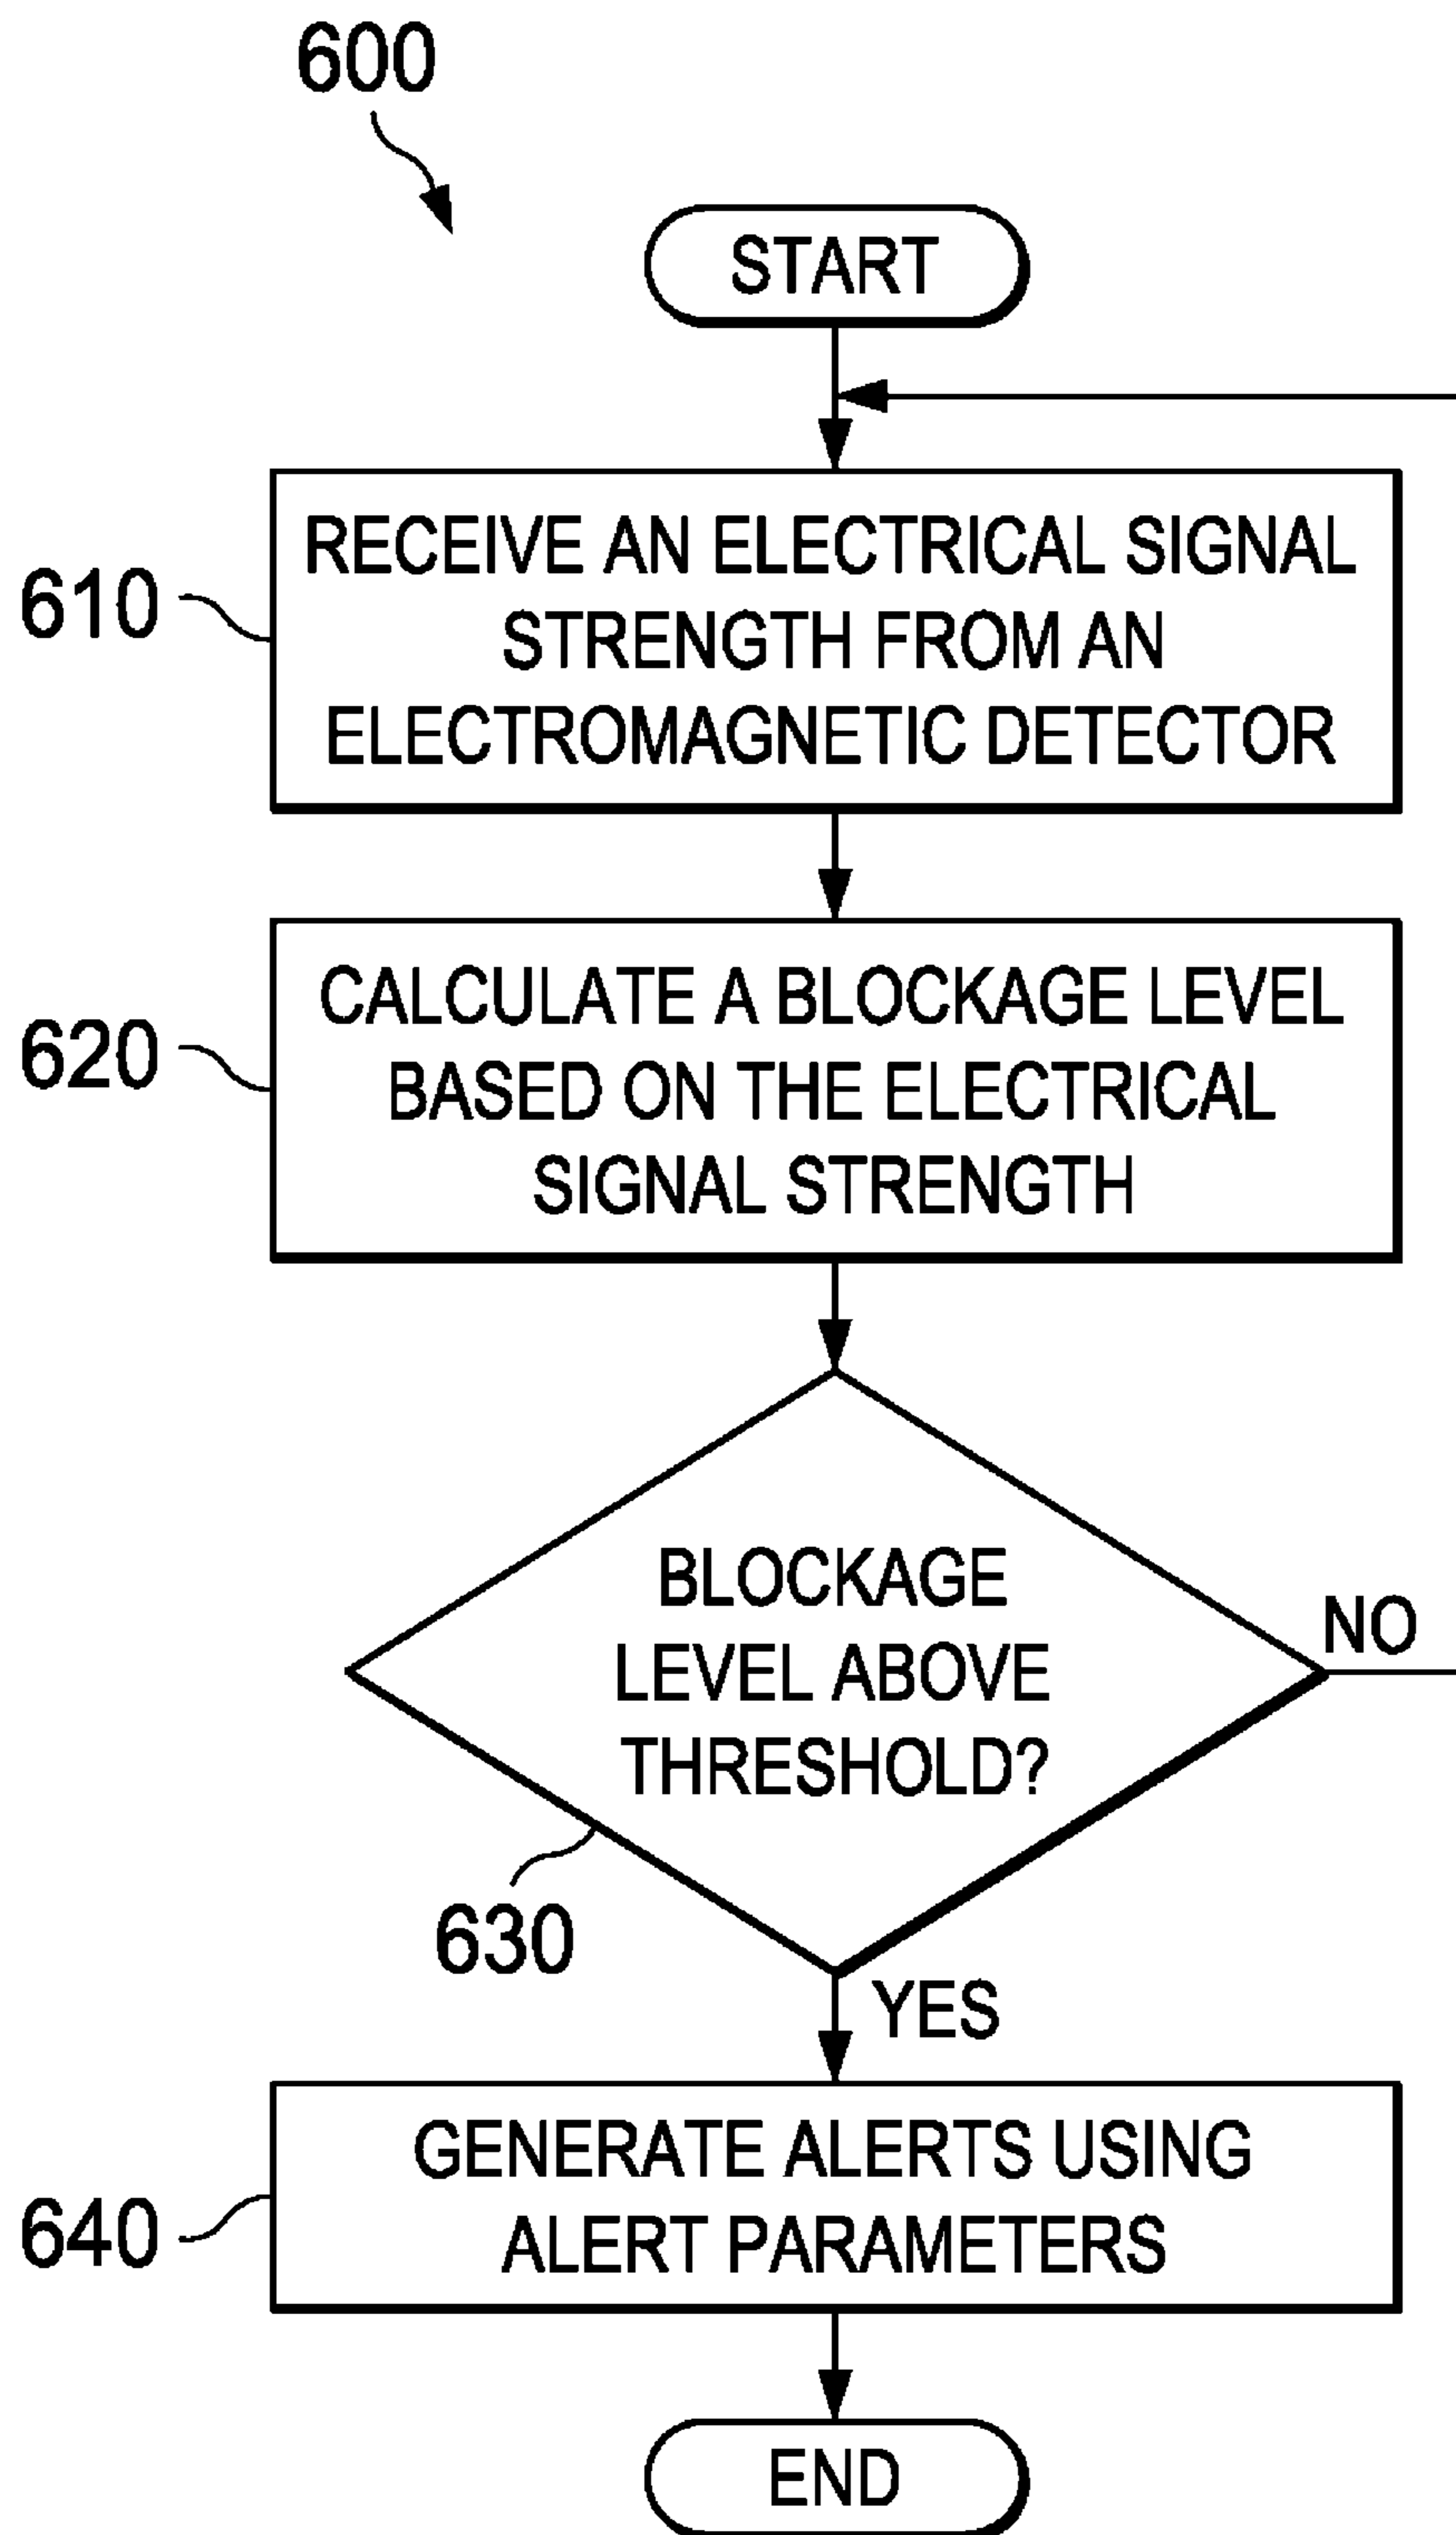 600
START
610
RECEIVE AN ELECTRICAL SIGNAL
STRENGTH FROM AN
ELECTROMAGNETIC DETECTOR
620
CALCULATE A BLOCKAGE LEVEL
BASED ON THE ELECTRICAL
SIGNAL STRENGTH
BLOCKAGE
LEVEL ABOVE
THRESHOLD?
NO
630
YES
640
GENERATE ALERTS USING
ALERT PARAMETERS
END